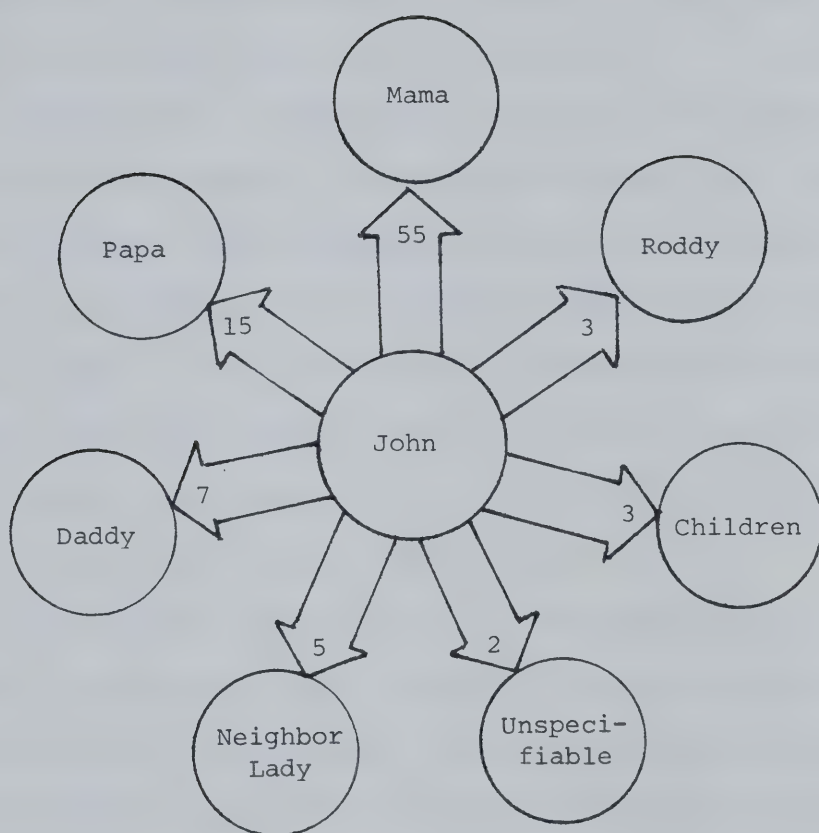 Mama
55
Papa
Roddy
15
3
John
7
3
Daddy
Children
5
2
Neighbor
Lady
Unspeci-
fiable